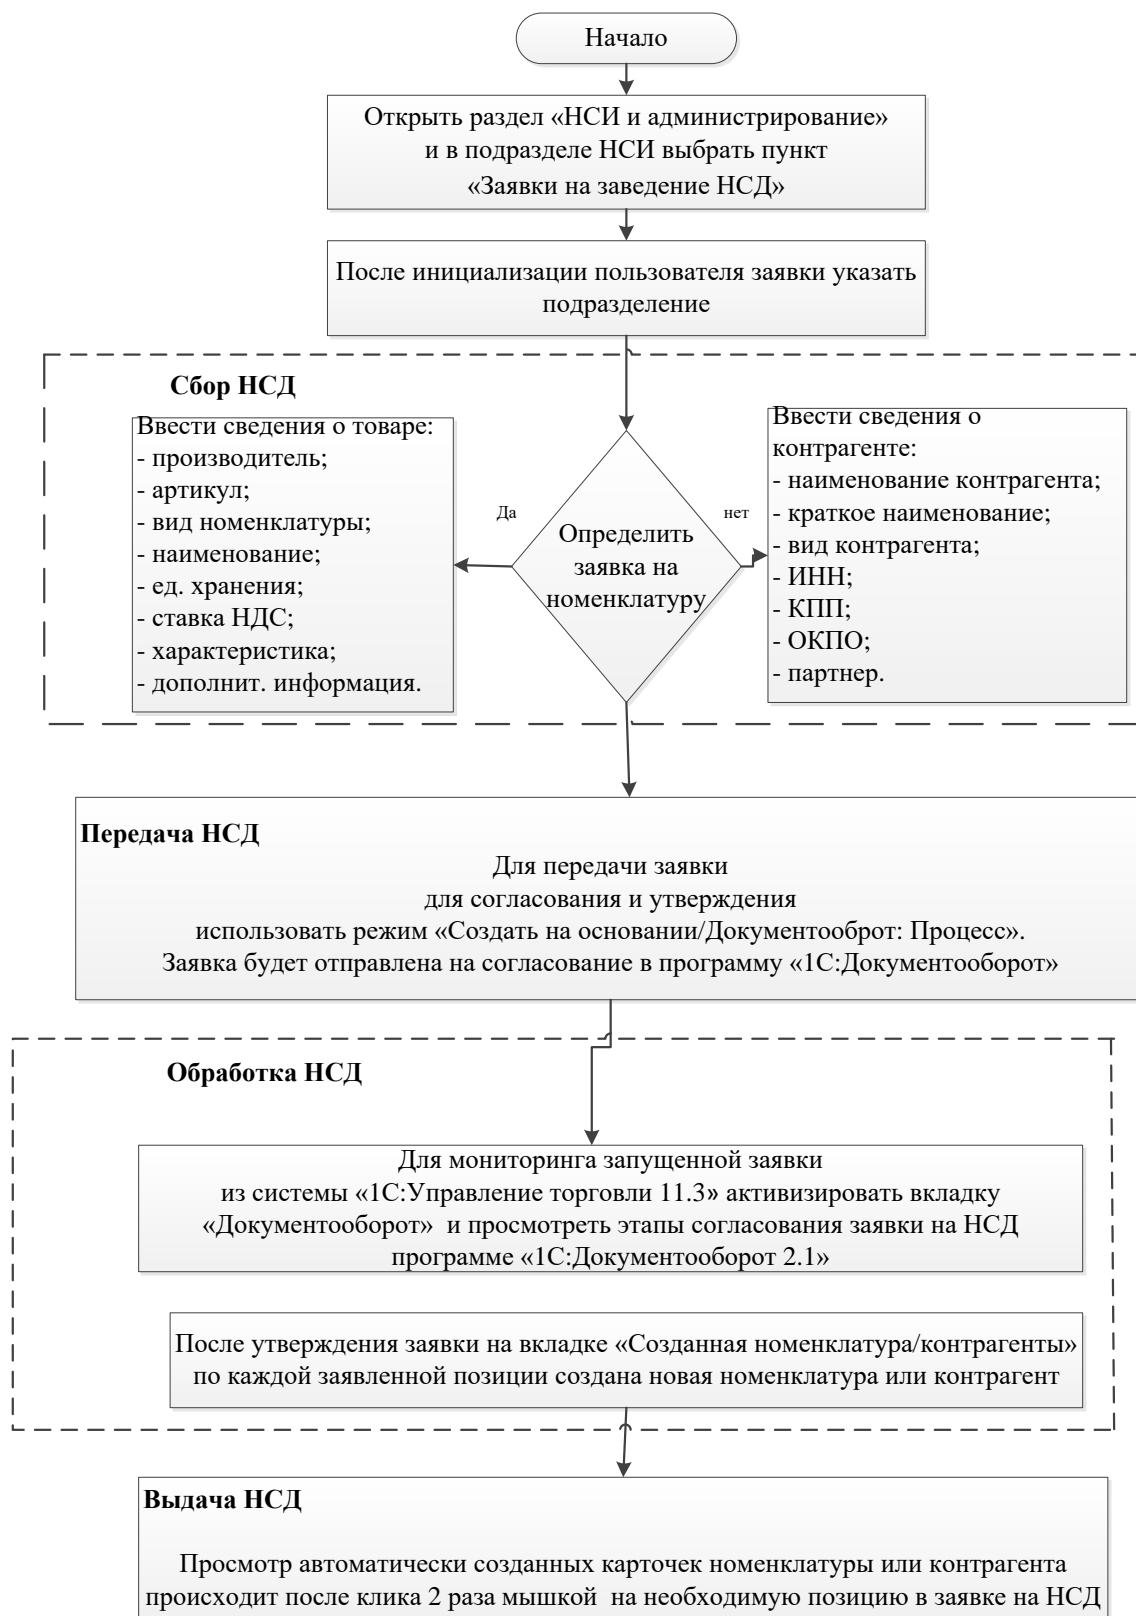 Начало
Открыть раздел «НСИ и администрирование»
и в подразделе НСИ выбрать пункт
«Заявки на заведение НСД»
После инициализации пользователя заявки указать
подразделение
Сбор НСД
Ввести сведения о товаре:
- производитель;
- артикул;
- вид номенклатуры;
- наименование;
- ед. хранения;
- ставка НДС;
- характеристика;
- дополнит. информация.
Да
Определить
заявка на
номенклатуру
нет
Ввести сведения о
контрагенте:
- наименование контрагента;
- краткое наименование;
- вид контрагента;
- ИНН;
- КПП;
- ОКПО;
- партнер.
Передача НСД
Для передачи заявки
для согласования и утверждения
использовать режим «Создать на основании/Документооброт: Процесс».
Заявка будет отправлена на согласование в программу «1С:Документооборот»
Обработка НСД
Для мониторинга запущенной заявки
из системы «1С:Управление торговли 11.3» активизировать вкладку
«Документооборот» и просмотреть этапы согласования заявки на НСД
программе «1С:Документооборот 2.1»
После утверждения заявки на вкладке «Созданная номенклатура/контрагенты»
по каждой заявленной позиции создана новая номенклатура или контрагент
Выдача НСД
Просмотр автоматически созданных карточек номенклатуры или контрагента
происходит после клика 2 раза мышкой на необходимую позицию в заявке на НСД